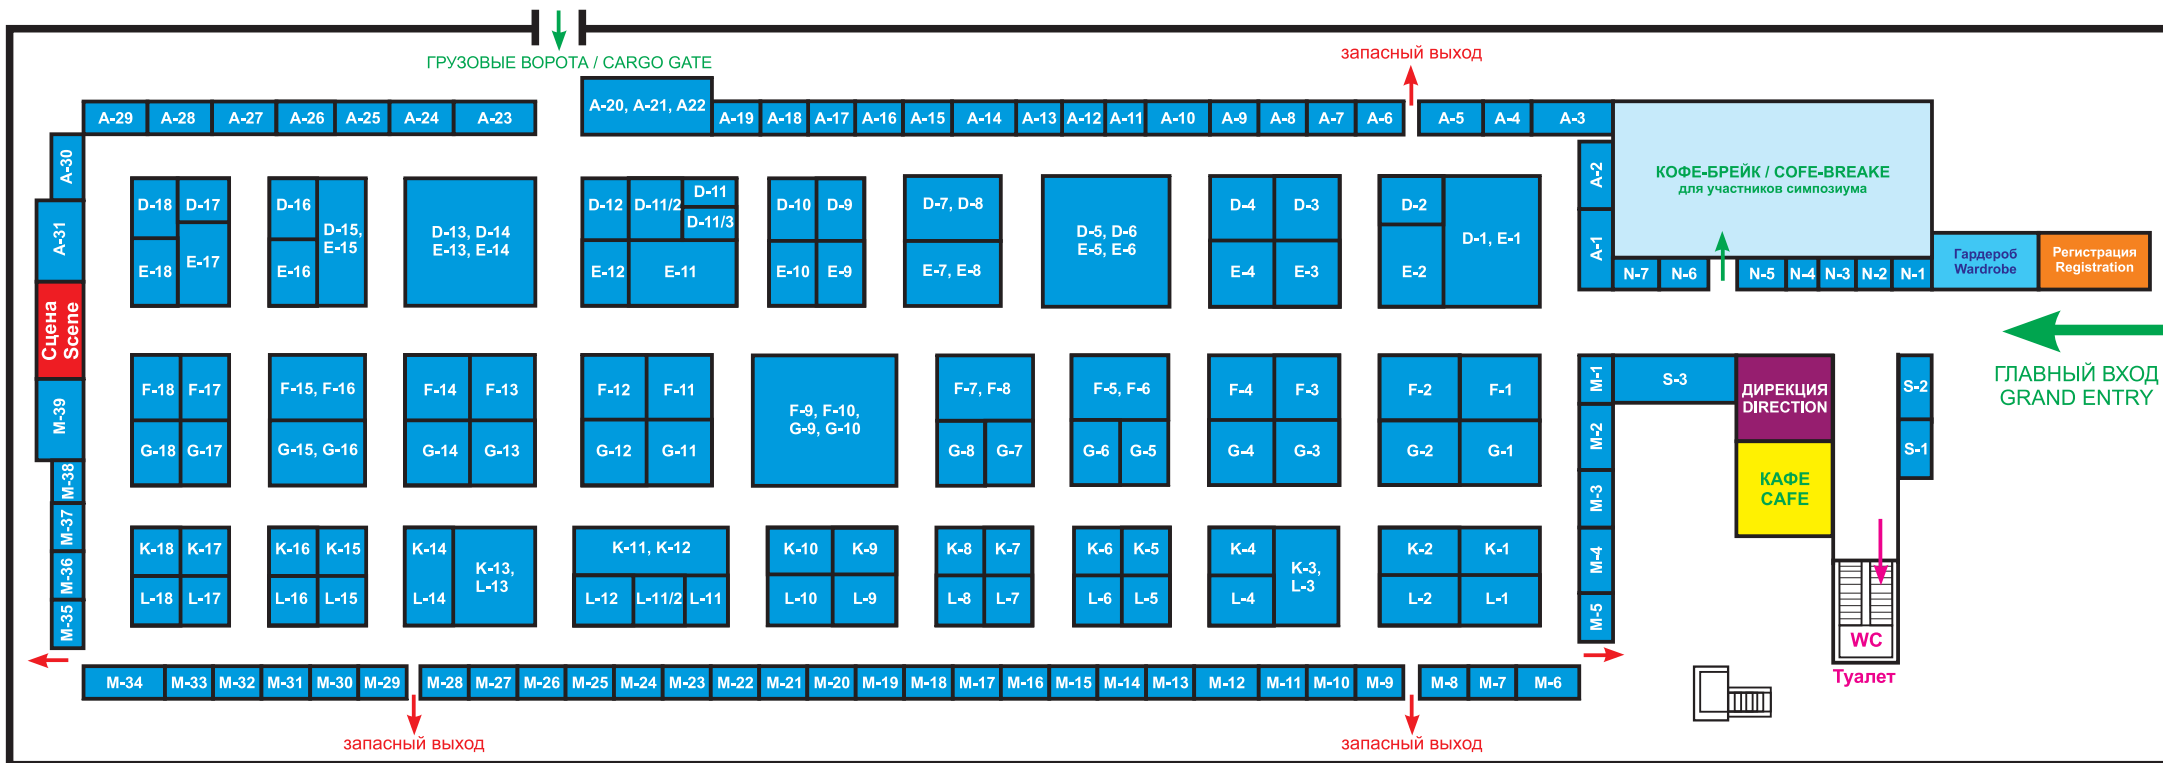 ГРУЗОВЫЕ ВОРОТА / CARGO GATE
запасный выход
A-29 A-28 A-27 A-26 A-25 A-24 A-23
A-20, A-21, A22
A-19 A-18 A-17 A-16 A-15 A-14 A-13 A-12 A-11 A-10 A-9 A-8 A-7 A-6
A-5 A-4 A-3
A-30
A-31
Сцена
Scene
M-39
M-38
M-37
M-36
M-35
D-18 D-17
E-18 E-17
D-16
D-15,
E-15
E-16
D-13, D-14
E-13, E-14
D-12 D-11/2 D-11
D-11/3
E-12 E-11
D-10 D-9
E-10 E-9
D-7, D-8
E-7, E-8
D-5, D-6
E-5, E-6
D-4 D-3
E-4 E-3
D-2
D-1, E-1
E-2
A-2
A-1
КОФЕ-БРЕЙК / COFE-BREAKE
для участников симпозиума
N-7 N-6 N-5 N-4 N-3 N-2 N-1
Гардероб
Wardrobe
Регистрация
Registration
ГЛАВНЫЙ ВХОД
GRAND ENTRY
F-18 F-17
G-18 G-17
F-15, F-16
G-15, G-16
F-14 F-13
G-14 G-13
F-12 F-11
G-12 G-11
F-9, F-10,
G-9, G-10
F-7, F-8
G-8 G-7
F-5, F-6
G-6 G-5
F-4 F-3
G-4 G-3
F-2 F-1
G-2 G-1
M-1
M-2
M-3
M-4
M-5
S-3
ДИРЕКЦИЯ
DIRECTION
КАФЕ
CAFE
S-2
S-1
K-18 K-17
L-18 L-17
K-16 K-15
L-16 L-15
K-14
L-14
K-13,
L-13
K-11, K-12
L-12 L-11/2 L-11
K-10 K-9
L-10 L-9
K-8 K-7
L-8 L-7
K-6 K-5
L-6 L-5
K-4
L-4
K-3,
L-3
K-2 K-1
L-2 L-1
WC
Туалет
M-34 M-33 M-32 M-31 M-30 M-29
M-28 M-27 M-26 M-25 M-24 M-23 M-22 M-21 M-20 M-19 M-18 M-17 M-16 M-15 M-14 M-13 M-12 M-11 M-10 M-9
M-8 M-7 M-6
запасный выход
запасный выход